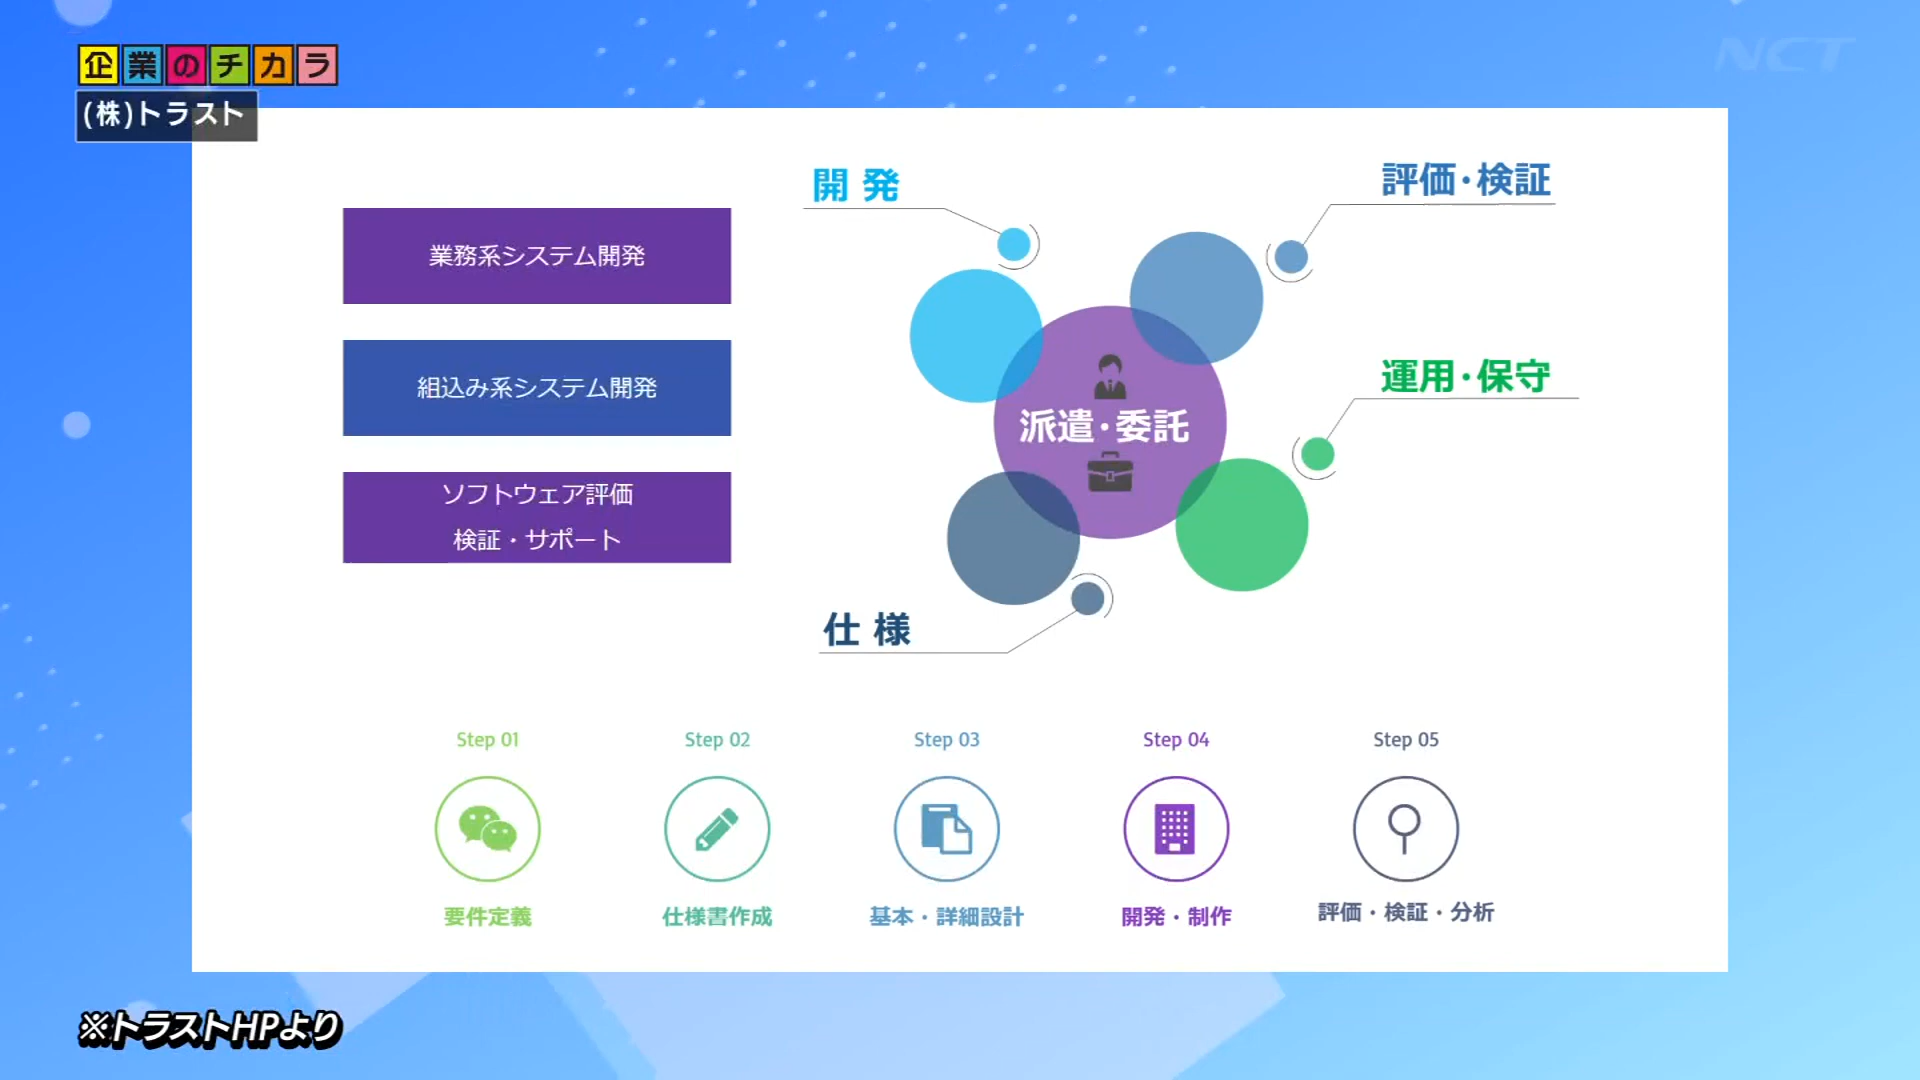 企業のチカラ
(株)トラスト
NCT
業務系システム開発
組込み系システム開発
ソフトウェア評価
検証・サポート
開 発
評価・検証
運用・保守
派遣・委託
仕 様
Step 01
Step 02
Step 03
Step 04
Step 05
要件定義
仕様書作成
基本・詳細設計
開発・制作
評価・検証・分析
※トラストHPより